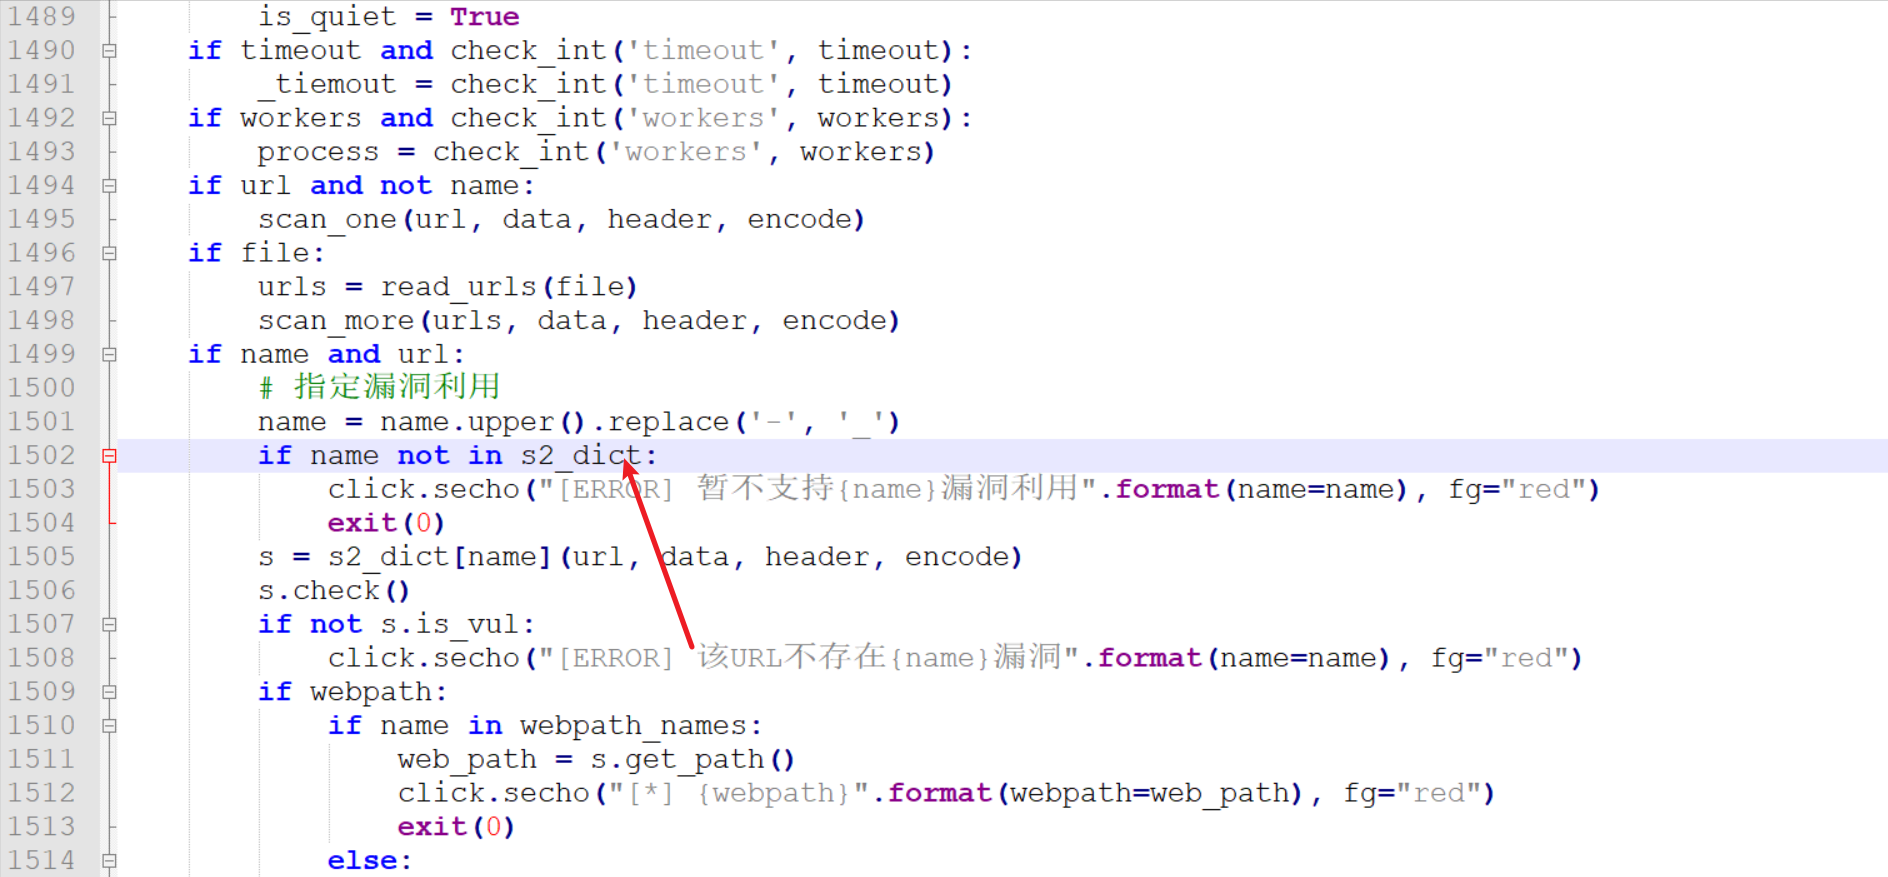 1489 is_quiet = True
1490 if timeout and check_int('timeout', timeout):
1491 _tiemout = check_int('timeout', timeout)
1492 if workers and check_int('workers', workers):
1493 process = check_int('workers', workers)
1494 if url and not name:
1495 scan_one(url, data, header, encode)
1496 if file:
1497 urls = read_urls(file)
1498 scan_more(urls, data, header, encode)
1499 if name and url:
1500 # 指定漏洞利用
1501 name = name.upper().replace('-', '_')
1502 if name not in s2_dict:
1503 click.secho("[ERROR] 暂不支持{name}漏洞利用".format(name=name), fg="red")
1504 exit(0)
1505 s = s2_dict[name](url, data, header, encode)
1506 s.check()
1507 if not s.is_vul:
1508 click.secho("[ERROR] 该URL不存在{name}漏洞".format(name=name), fg="red")
1509 if webpath:
1510 if name in webpath_names:
1511 web_path = s.get_path()
1512 click.secho("[*] {webpath}".format(webpath=web_path), fg="red")
1513 exit(0)
1514 else: